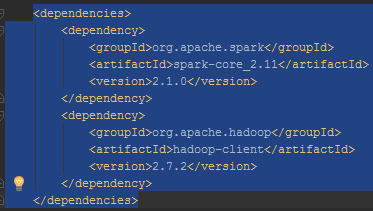 <dependencies>
<dependency>
<groupId>org.apache.spark</groupId>
<artifactId>spark-core_2.11</artifactId>
<version>2.1.0</version>
</dependency>
<dependency>
<groupId>org.apache.hadoop</groupId>
<artifactId>hadoop-client</artifactId>
<version>2.7.2</version>
</dependency>
</dependencies>